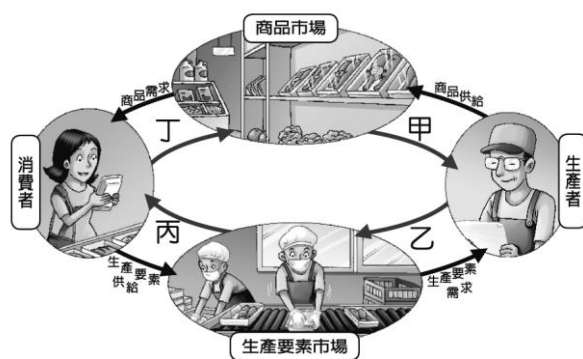 商品市場
商品需求
商品供給
丁
甲
消費者
生產者
丙
乙
生產要素
供給
生產要素
需求
生產要素市場